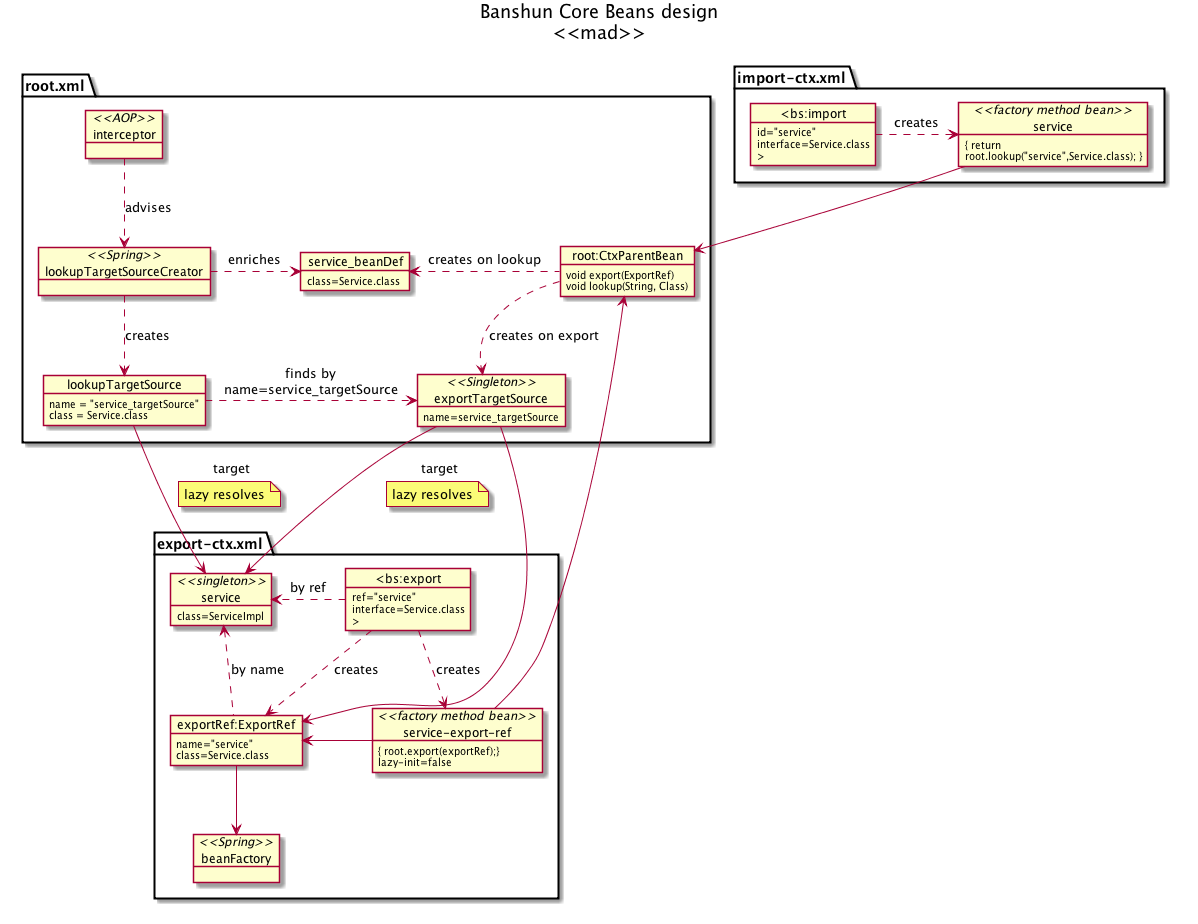 Banshun Core Beans design
<<mad>>
root.xml
<<AOP>>
interceptor
advises
<<Spring>>
lookupTargetSourceCreator
enriches
service_beanDef
class=Service.class
creates on lookup
root:CtxParentBean
void export(ExportRef)
void lookup(String, Class)
creates
creates on export
lookupTargetSource
name = "service_targetSource"
class = Service.class
finds by
name=service_targetSource
<<Singleton>>
exportTargetSource
name=service_targetSource
import-ctx.xml
<bs:import
id="service"
interface=Service.class
>
creates
<<factory method bean>>
service
{ return
root.lookup("service",Service.class); }
target
lazy resolves
target
lazy resolves
export-ctx.xml
<<singleton>>
service
class=ServiceImpl
by ref
<bs:export
ref="service"
interface=Service.class
>
by name
creates
creates
exportRef:ExportRef
name="service"
class=Service.class
<<factory method bean>>
service-export-ref
{ root.export(exportRef);}
lazy-init=false
<<Spring>>
beanFactory